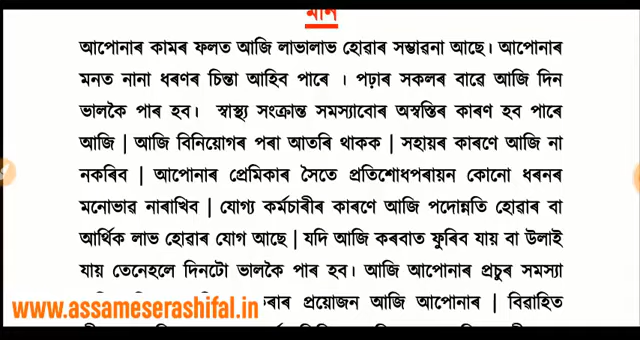 মীন
আপোনাৰ কামৰ ফলত আজি লাভালাভ হোৱাৰ সম্ভাৱনা আছে। আপোনাৰ
মনত নানা ধৰণৰ চিন্তা আহিব পাৰে । পঢ়াৰ সকলৰ বাৱে আজি দিন
ভালকৈ পাৰ হব। স্বাস্থ্য সংক্ৰান্ত সমস্যাবোৰ অস্বস্তিৰ কাৰণ হব পাৰে
আজি | আজি বিনিয়োগৰ পৰা আতৰি থাকক | সহায়ৰ কাৰণে আজি না
নকৰিব | আপোনাৰ প্ৰেমিকাৰ সৈতে প্ৰতিশোধপৰায়ন কোনো ধৰনৰ
মনোভাৱ নাৰাখিব | যোগ্য কৰ্মচাৰীৰ কাৰণে আজি পদোন্নতি হোৱাৰ বা
আৰ্থিক লাভ হোৱাৰ যোগ আছে | যদি আজি কৰবাত ফুৰিব যায় বা উলাই
যায় তেনেহলে দিনটো ভালকৈ পাৰ হব। আজি আপোনাৰ প্ৰচুৰ সমস্যা
www.assameserashifal.in কৰাৰ প্ৰয়োজন আজি আপোনাৰ | বিৱাহিত